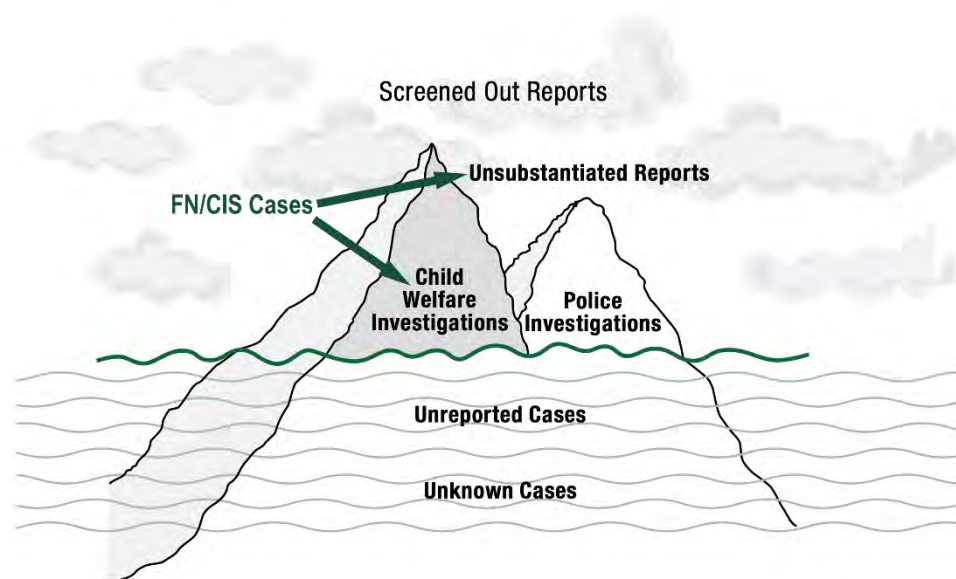 Screened Out Reports
Unsubstantiated Reports
FN/CIS Cases
Child
Welfare
Investigations
Police
Investigations
Unreported Cases
Unknown Cases